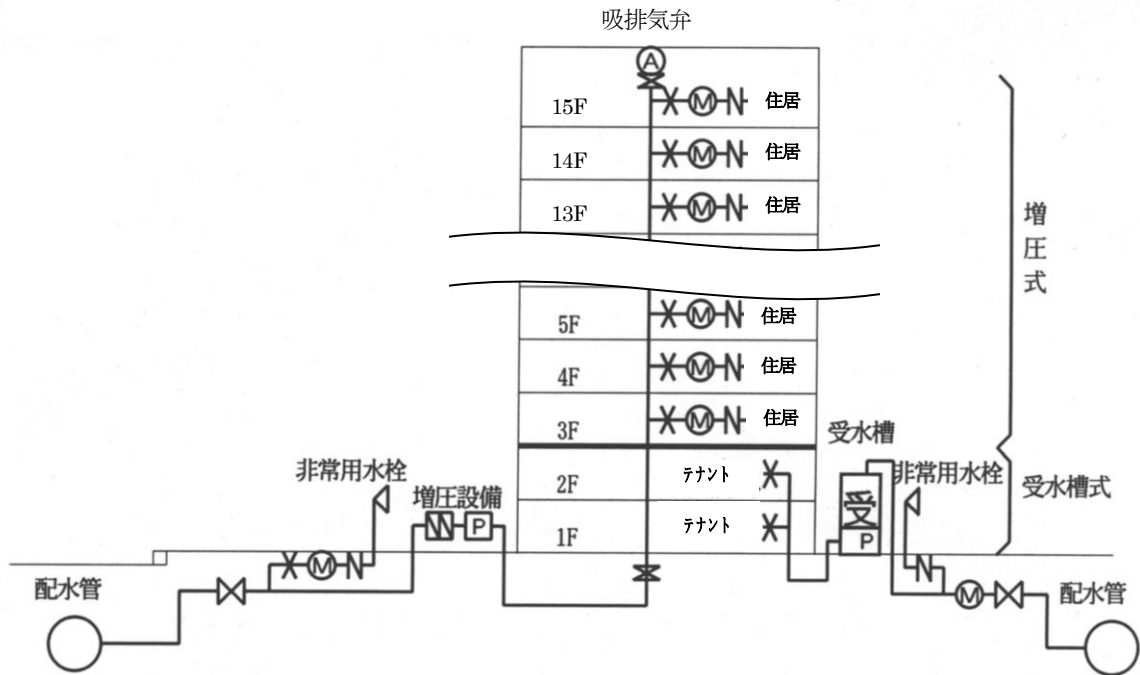 吸排気弁
A
15F M N 住居
14F M N 住居
13F M N 住居
5F M N 住居
4F M N 住居
3F M N 住居
増圧式
受水槽
非常用水栓
増圧設備
2F テナント
受
P
非常用水栓
受水槽式
P
1F テナント
M N
N
配水管
M
配水管